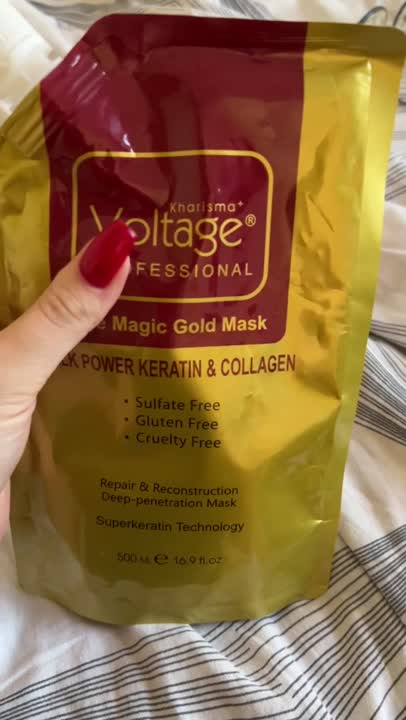 Kharisma+
Voltage®
FESSIONAL
Magic Gold Mask
POWER KERATIN & COLLAGEN
• Sulfate Free
• Gluten Free
• Cruelty Free
Repair & Reconstruction
Deep-penetration Mask
Superkeratin Technology
500 ML ℮ 16.9 fl.oz